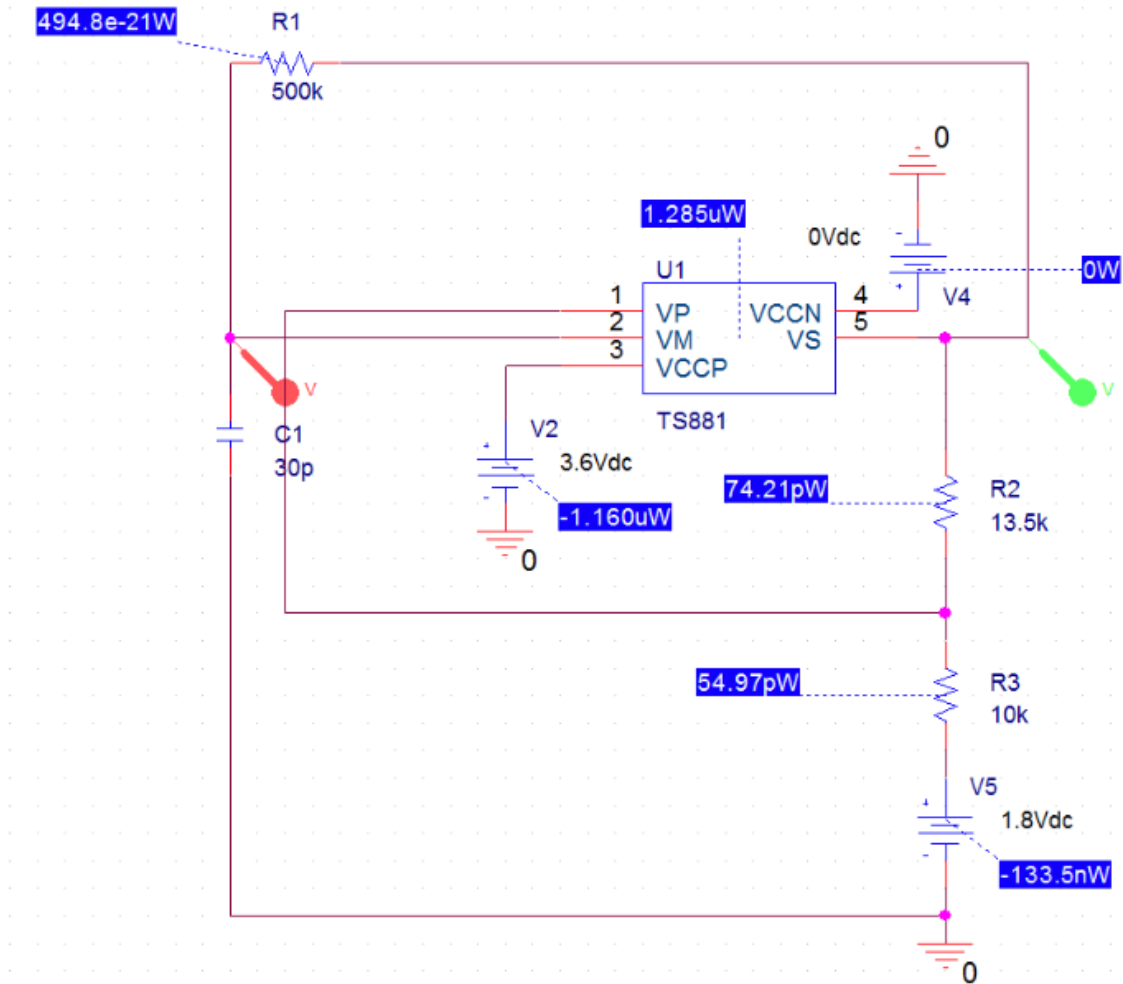 494.8e-21W
R1
500k
0
1.285uW
0Vdc
0W
U1
V4
1
VP
VCCN
4
2
VM
VS
5
3
VCCP
V
V
TS881
C1
30p
V2
3.6Vdc
-1.160uW
0
74.21pW
R2
13.5k
54.97pW
R3
10k
V5
1.8Vdc
-133.5nW
0